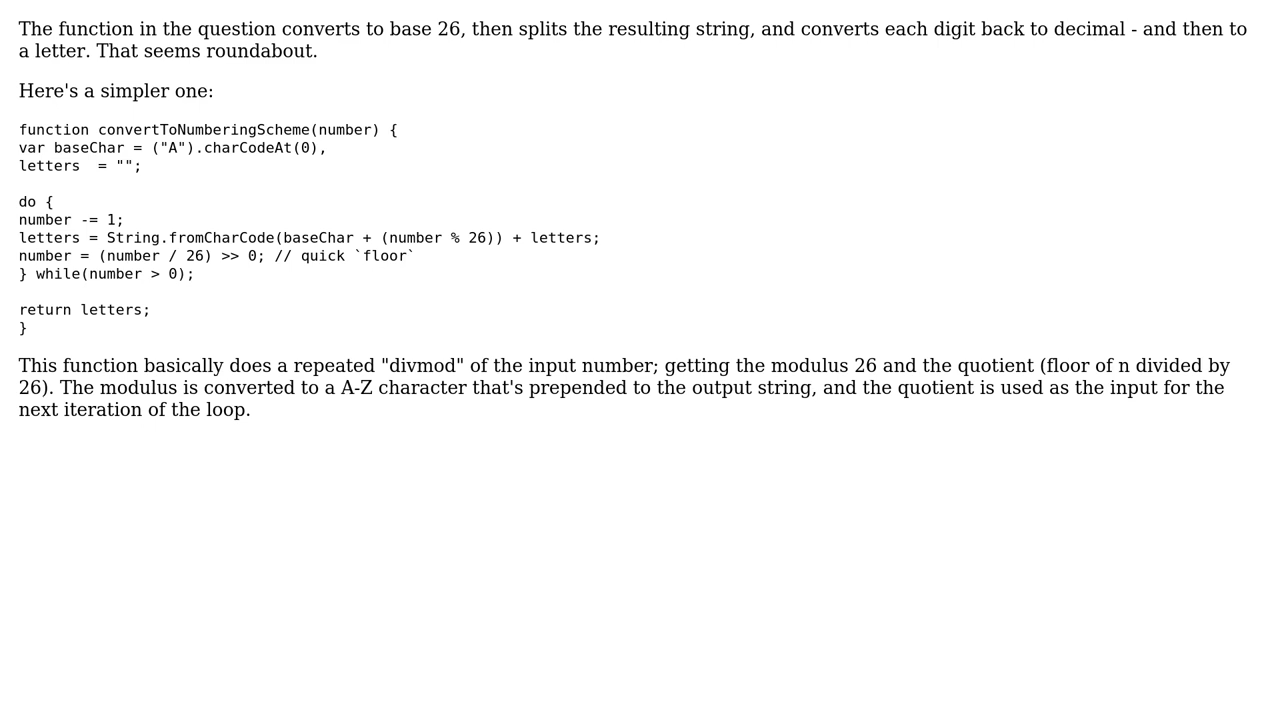 The function in the question converts to base 26, then splits the resulting string, and converts each digit back to decimal - and then to
a letter. That seems roundabout.
Here's a simpler one:
function convertToNumberingScheme(number) {
var baseChar = ("A").charCodeAt(0),
letters  = "";
do {
number -= 1;
letters = String.fromCharCode(baseChar + (number % 26)) + letters;
number = (number / 26) >> 0; // quick `floor`
} while(number > 0);
return letters;
}
This function basically does a repeated "divmod" of the input number; getting the modulus 26 and the quotient (floor of n divided by
26). The modulus is converted to a A-Z character that's prepended to the output string, and the quotient is used as the input for the
next iteration of the loop.